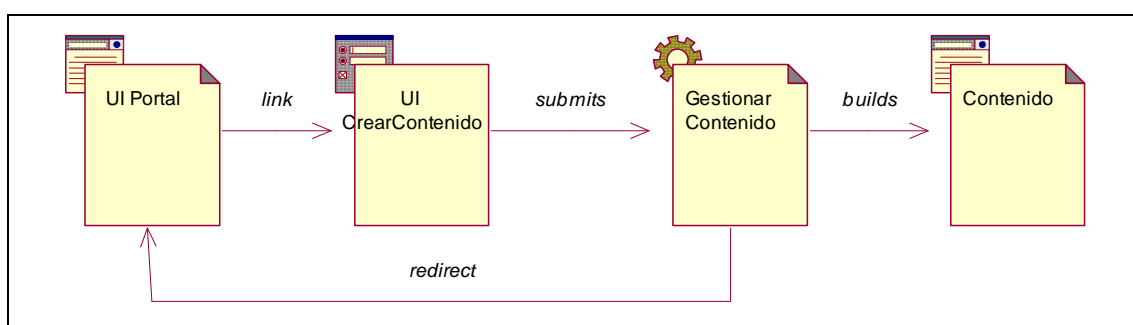 UI Portal
link
UI
CrearContenido
submits
Gestionar
Contenido
builds
Contenido
redirect